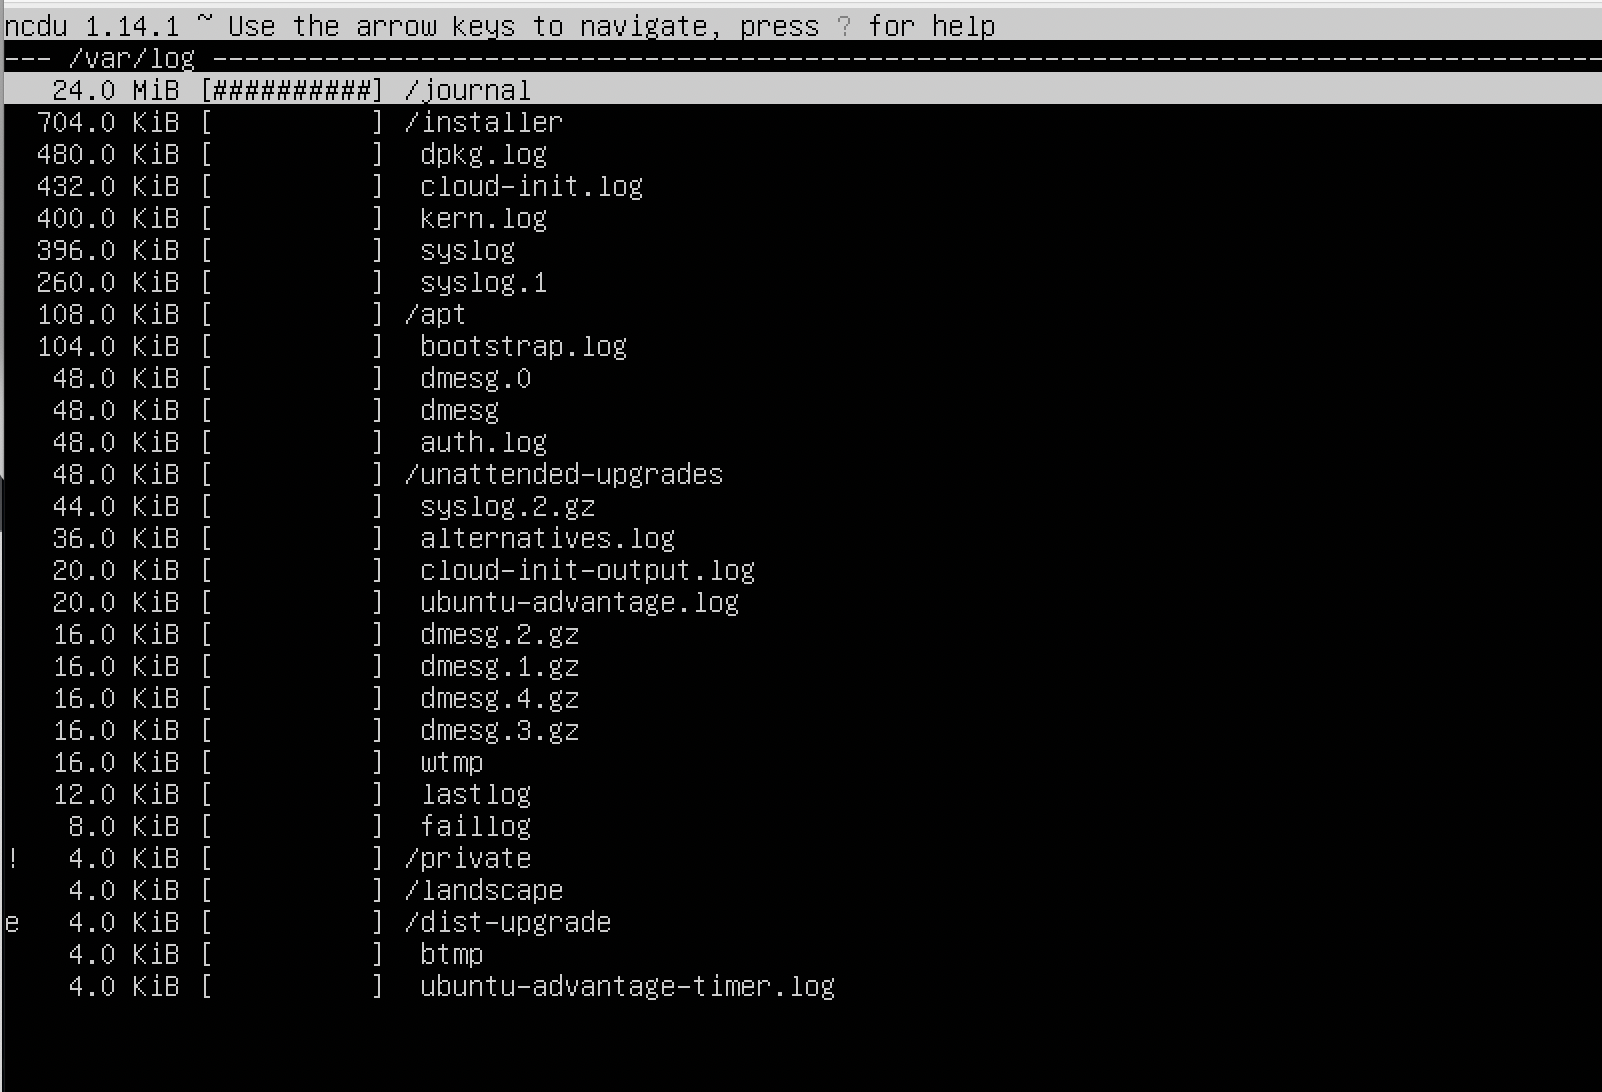 ncdu 1.14.1 ~ Use the arrow keys to navigate, press ? for help
--- /var/log ---------------------------------------------------------------------------------------
   24.0 MiB [##########] /journal
  704.0 KiB [          ] /installer
  480.0 KiB [          ]  dpkg.log
  432.0 KiB [          ]  cloud-init.log
  400.0 KiB [          ]  kern.log
  396.0 KiB [          ]  syslog
  260.0 KiB [          ]  syslog.1
  108.0 KiB [          ] /apt
  104.0 KiB [          ]  bootstrap.log
   48.0 KiB [          ]  dmesg.0
   48.0 KiB [          ]  dmesg
   48.0 KiB [          ]  auth.log
   48.0 KiB [          ] /unattended-upgrades
   44.0 KiB [          ]  syslog.2.gz
   36.0 KiB [          ]  alternatives.log
   20.0 KiB [          ]  cloud-init-output.log
   20.0 KiB [          ]  ubuntu-advantage.log
   16.0 KiB [          ]  dmesg.2.gz
   16.0 KiB [          ]  dmesg.1.gz
   16.0 KiB [          ]  dmesg.4.gz
   16.0 KiB [          ]  dmesg.3.gz
   16.0 KiB [          ]  wtmp
   12.0 KiB [          ]  lastlog
    8.0 KiB [          ]  faillog
!   4.0 KiB [          ] /private
    4.0 KiB [          ] /landscape
e   4.0 KiB [          ] /dist-upgrade
    4.0 KiB [          ]  btmp
    4.0 KiB [          ]  ubuntu-advantage-timer.log